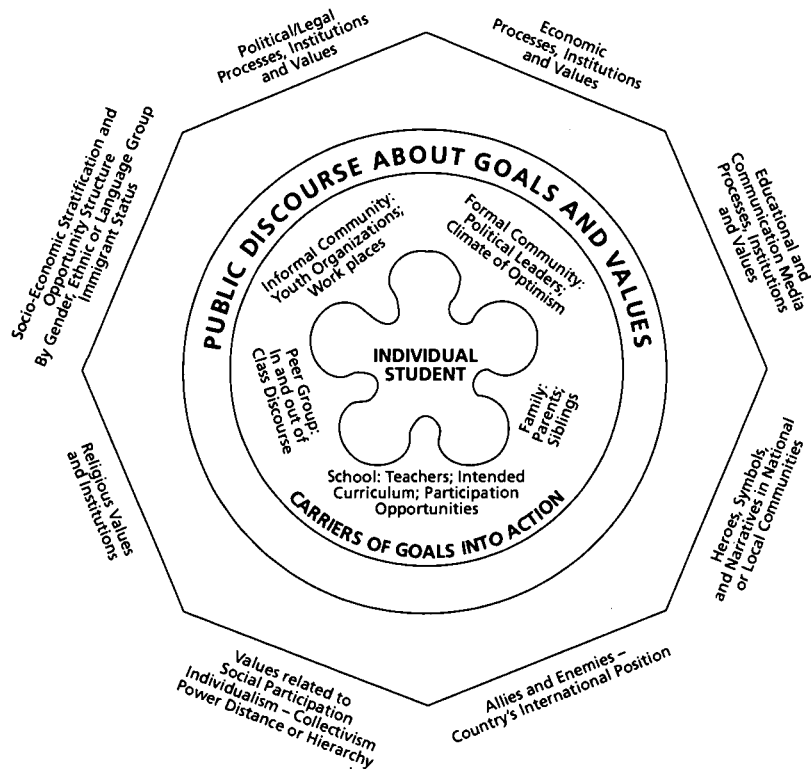 Political/Legal
Processes, Institutions
and Values
Economic
Processes, Institutions
and Values
Educational and
Communication Media
Processes, Institutions
and Values
Heroes, Symbols,
and Narratives in National
or Local Communities
Allies and Enemies –
Country's International Position
Values related to
Social Participation
Individualism – Collectivism
Power Distance or Hierarchy
Religious Values
and Institutions
Socio-Economic Stratification and
Opportunity Structure
By Gender, Ethnic or Language Group
Immigrant Status
PUBLIC DISCOURSE ABOUT GOALS AND VALUES
Informal Community:
Youth Organizations;
Work places
Formal Community:
Political Leaders;
Climate of Optimism
Peer Group:
In and out of
Class Discourse
INDIVIDUAL
STUDENT
Family:
Parents;
Siblings
School: Teachers; Intended
Curriculum; Participation
Opportunities
CARRIERS OF GOALS INTO ACTION